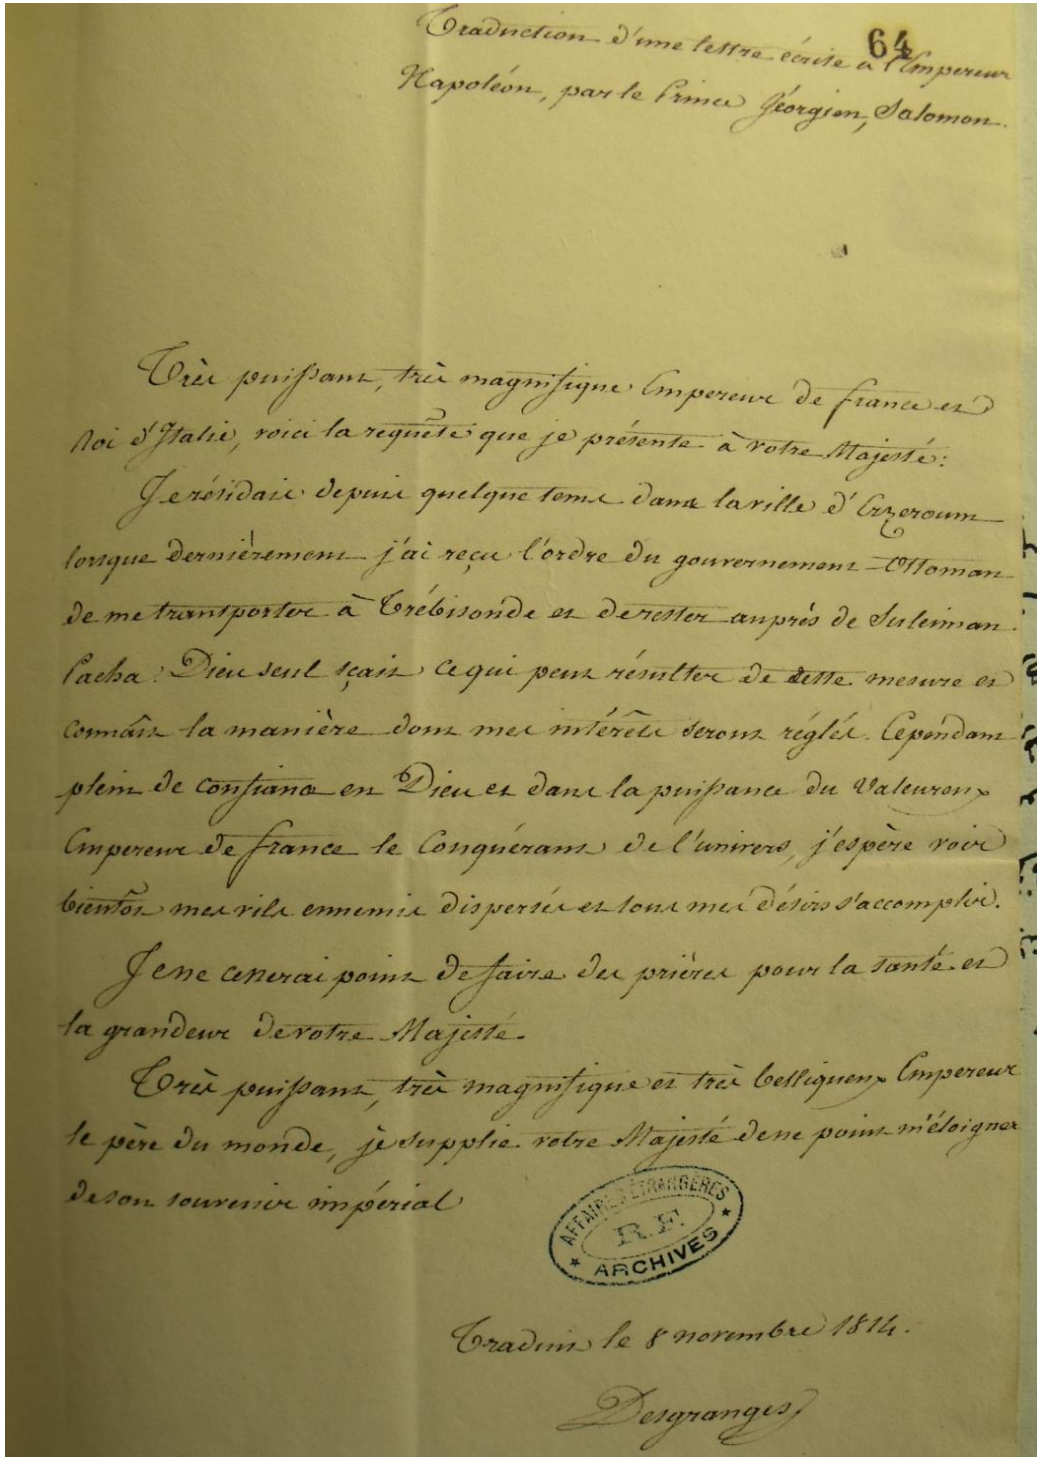 64
Traduction d'une lettre écrite à l'Empereur
Napoléon, par le Prince Géorgien, Salomon.
Très puissant, très magnifique Empereur de france et
Roi d'Italie, voici la requête que je présente à votre Majesté:
Je résidais depuis quelque tems dans la ville d'Erzeroum
lorsque dernièrement j'ai reçu l'ordre du gouvernement Ottoman
de me transporter à Trébisonde et de rester auprès de Suleiman
Pacha. Dieu seul sçait ce qui peut résulter de cette mesure et
connâit la manière dont mes intérêts seront réglés. Cependant
plein de confiance en Dieu et dans la puissance du Valeureux
Empereur de france le Conquérant de l'univers, j'espère voir
bientôt mes vils ennemis dispersés et tous mes désirs s'accomplir.
Je ne cesserai point de faire des prières pour la santé et
la grandeur de votre Majesté.
Très puissant, très magnifique et très belliqueux Empereur
le père du monde, je supplie votre Majesté de ne point m'éloigner
de son souvenir impérial
AFFAIRES ÉTRANGÈRES
R.F.
* ARCHIVES *
Traduit le 8 novembre 1814.
Desgranges